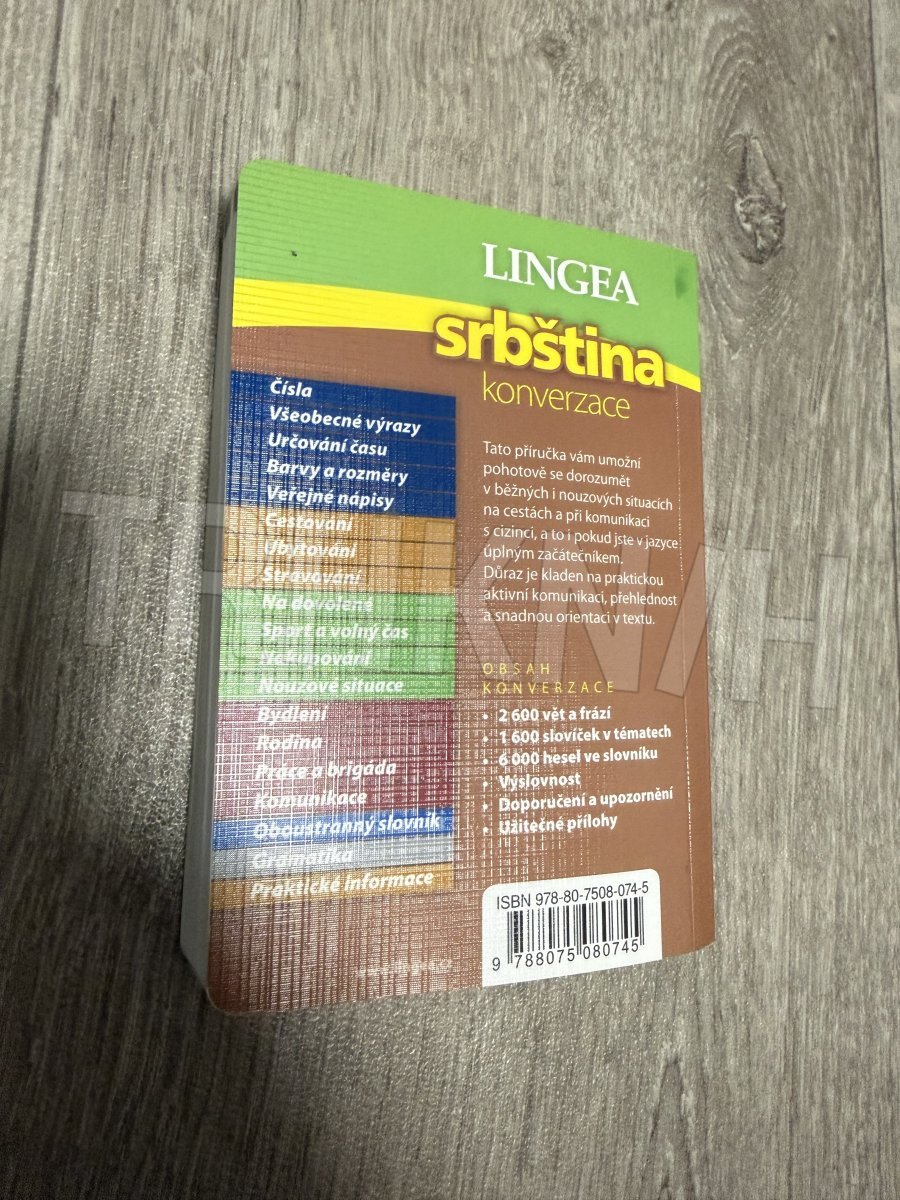 LINGEA
srbština
konverzace
Čísla
Všeobecné výrazy
Určování času
Barvy a rozměry
Veřejné nápisy
Cestování
Ubytování
Stravování
Na dovolené
Sport a volný čas
Nakupování
Nouzové situace
Bydlení
Rodina
Práce a brigáda
Komunikace
Oboustranný slovník
Gramatika
Praktické informace
Tato příručka vám umožní
pohotově se dorozumět
v běžných i nouzových situacích
na cestách a při komunikaci
s cizinci, a to i pokud jste v jazyce
úplným začátečníkem.
Důraz je kladen na praktickou
aktivní komunikaci, přehlednost
a snadnou orientaci v textu.
OBSAH
KONVERZACE
• 2 600 vět a frází
• 1 600 slovíček v tématech
• 6 000 hesel ve slovníku
• Výslovnost
• Doporučení a upozornění
• Užitečné přílohy
ISBN 978-80-7508-074-5
9 788075 080745